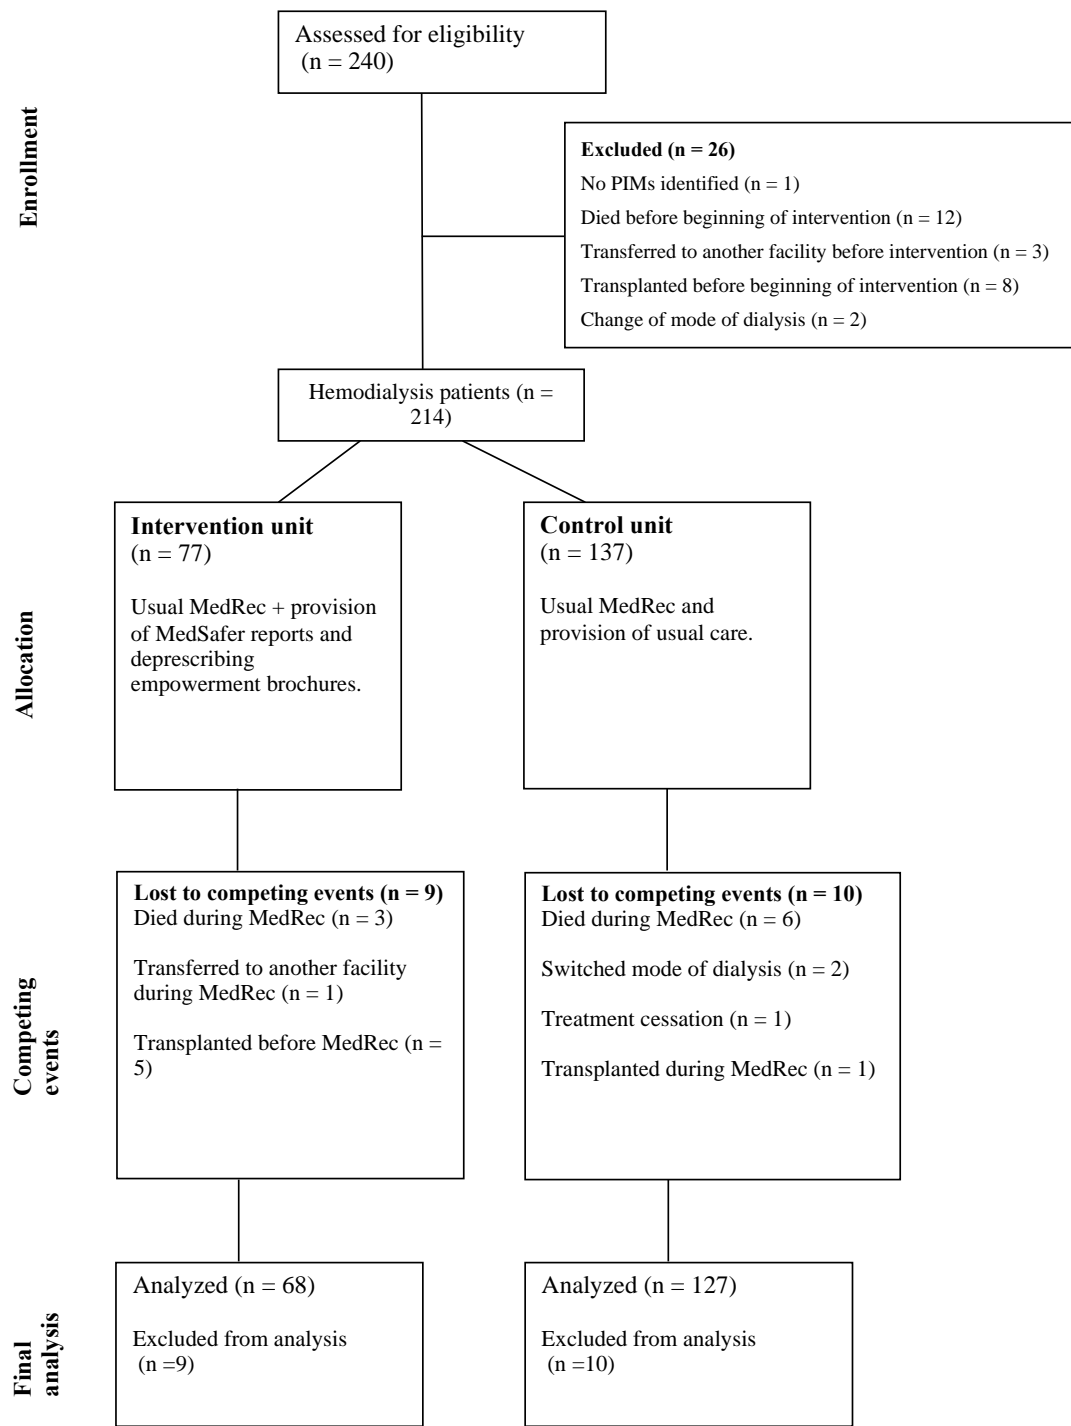 Assessed for eligibility
(n = 240)
Enrollment
Excluded (n = 26)
No PIMs identified (n = 1)
Died before beginning of intervention (n = 12)
Transferred to another facility before intervention (n = 3)
Transplanted before beginning of intervention (n = 8)
Change of mode of dialysis (n = 2)
Hemodialysis patients (n =
214)
Allocation
Intervention unit
(n = 77)
Usual MedRec + provision
of MedSafer reports and
deprescribing
empowerment brochures.
Control unit
(n = 137)
Usual MedRec and
provision of usual care.
Competing
events
Lost to competing events (n = 9)
Died during MedRec (n = 3)
Transferred to another facility
during MedRec (n = 1)
Transplanted before MedRec (n =
5)
Lost to competing events (n = 10)
Died during MedRec (n = 6)
Switched mode of dialysis (n = 2)
Treatment cessation (n = 1)
Transplanted during MedRec (n = 1)
Final
analysis
Analyzed (n = 68)
Excluded from analysis
(n =9)
Analyzed (n = 127)
Excluded from analysis
(n =10)